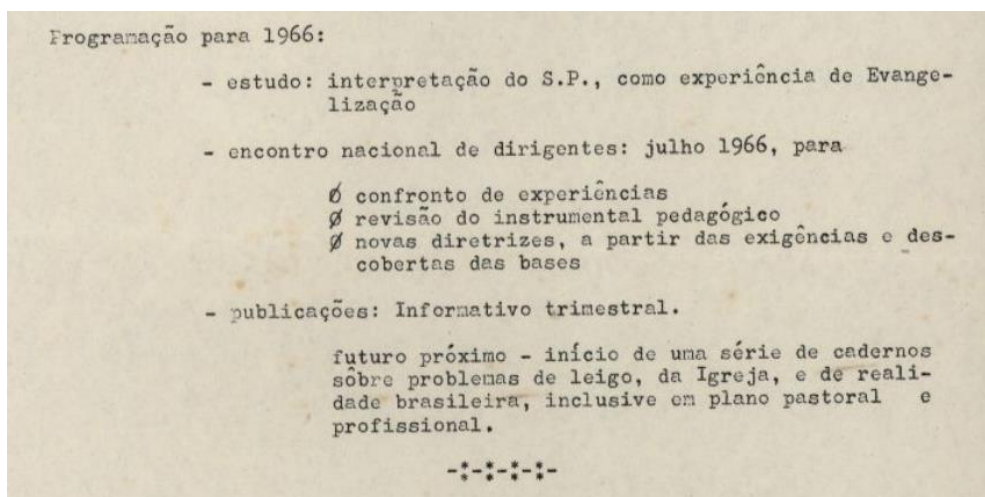 Programação para 1966:
- estudo: interpretação do S.P., como experiência de Evange-
lização
- encontro nacional de dirigentes: julho 1966, para
Ø confronto de experiências
Ø revisão do instrumental pedagógico
Ø novas diretrizes, a partir das exigências e des-
cobertas das bases
- publicações: Informativo trimestral.
futuro próximo - início de uma série de cadernos
sôbre problemas de leigo, da Igreja, e de reali-
dade brasileira, inclusive em plano pastoral e
profissional.
-:-:-:-:-